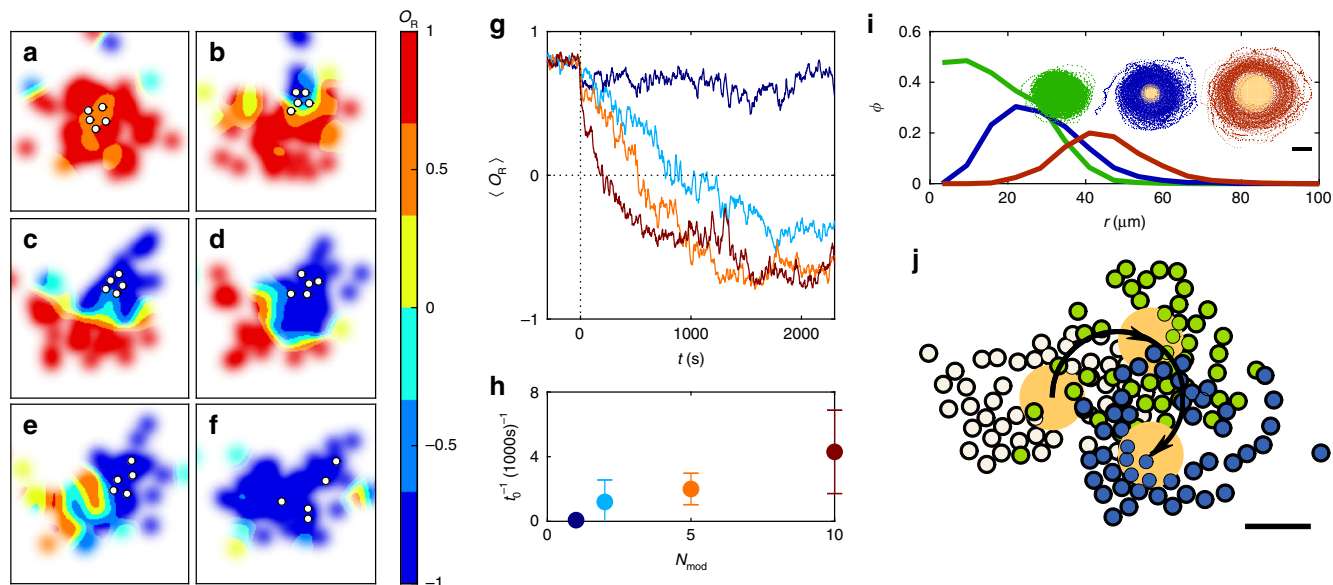 a
b
c
d
e
f
O_R
1
0.5
0
−0.5
−1
g
1
0
−1
⟨ O_R ⟩
0
1000
2000
t (s)
h
8
4
0
t_0^−1 (1000s)^−1
0
5
10
N_mod
i
0.6
0.4
0.2
0
ϕ
0
20
40
60
80
100
r (µm)
j